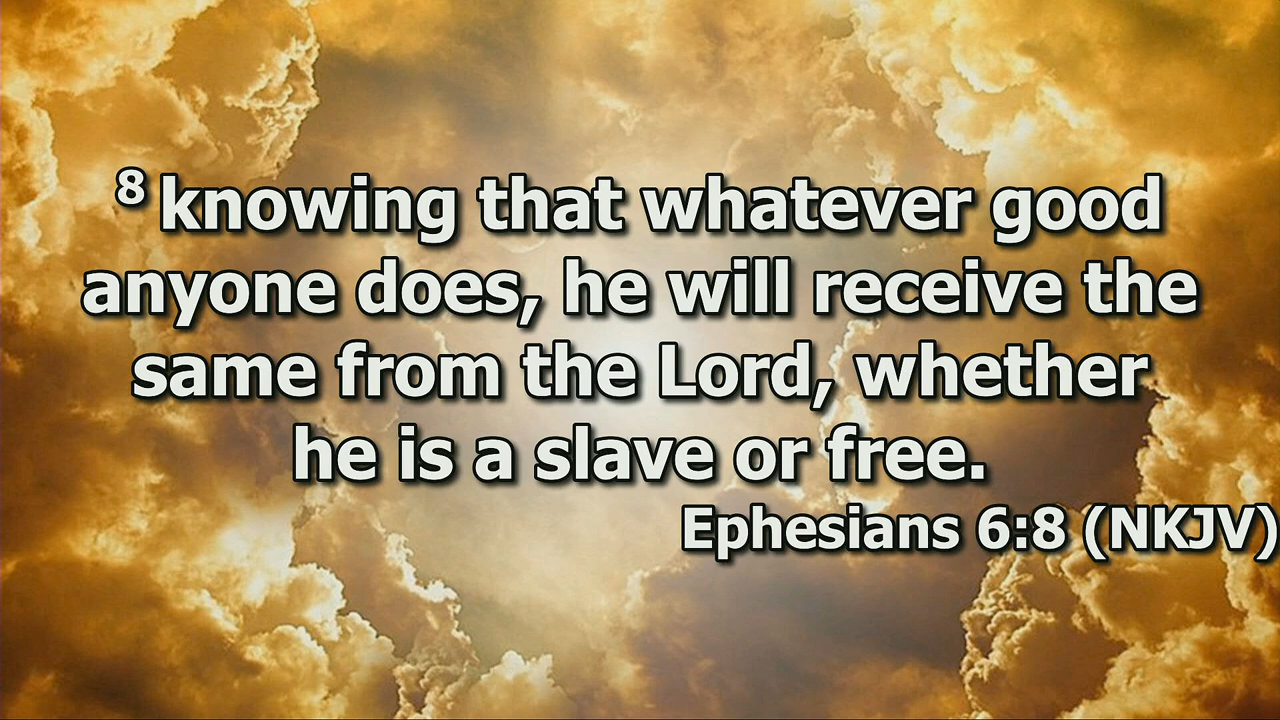 8 knowing that whatever good
anyone does, he will receive the
same from the Lord, whether
he is a slave or free.
Ephesians 6:8 (NKJV)